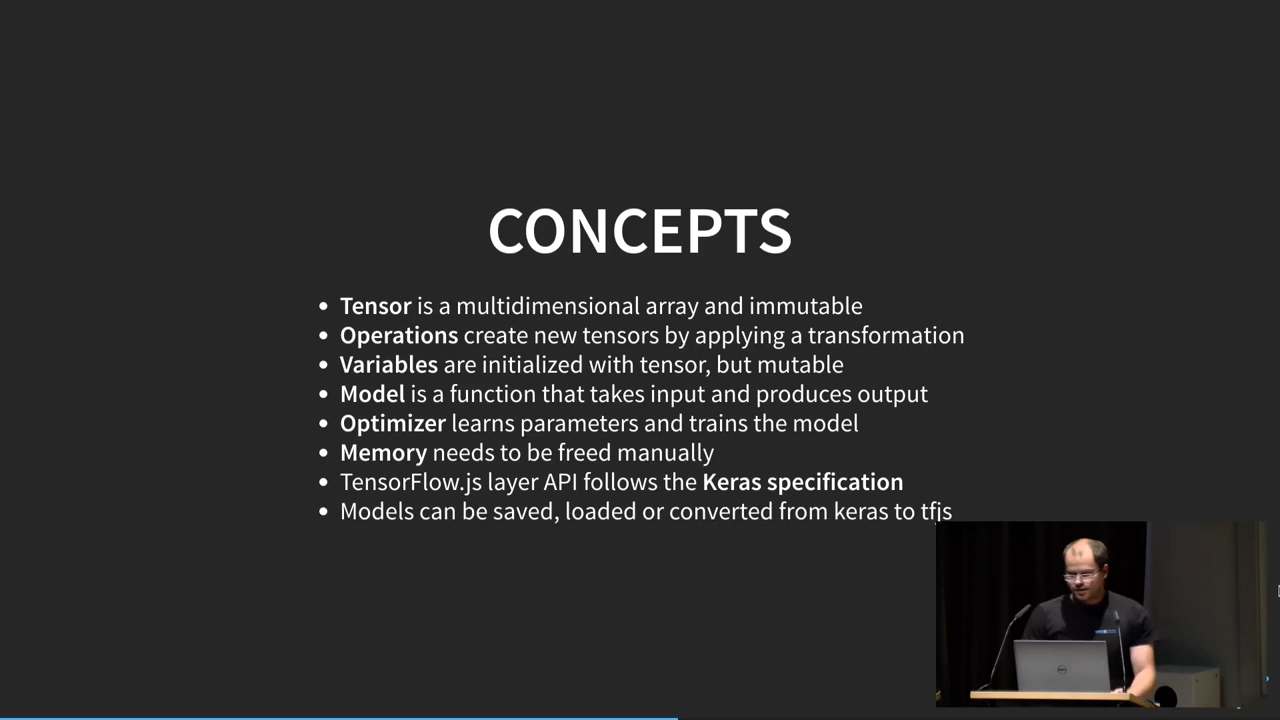 CONCEPTS
Tensor is a multidimensional array and immutable
Operations create new tensors by applying a transformation
Variables are initialized with tensor, but mutable
Model is a function that takes input and produces output
Optimizer learns parameters and trains the model
Memory needs to be freed manually
TensorFlow.js layer API follows the Keras specification
Models can be saved, loaded or converted from keras to tfjs